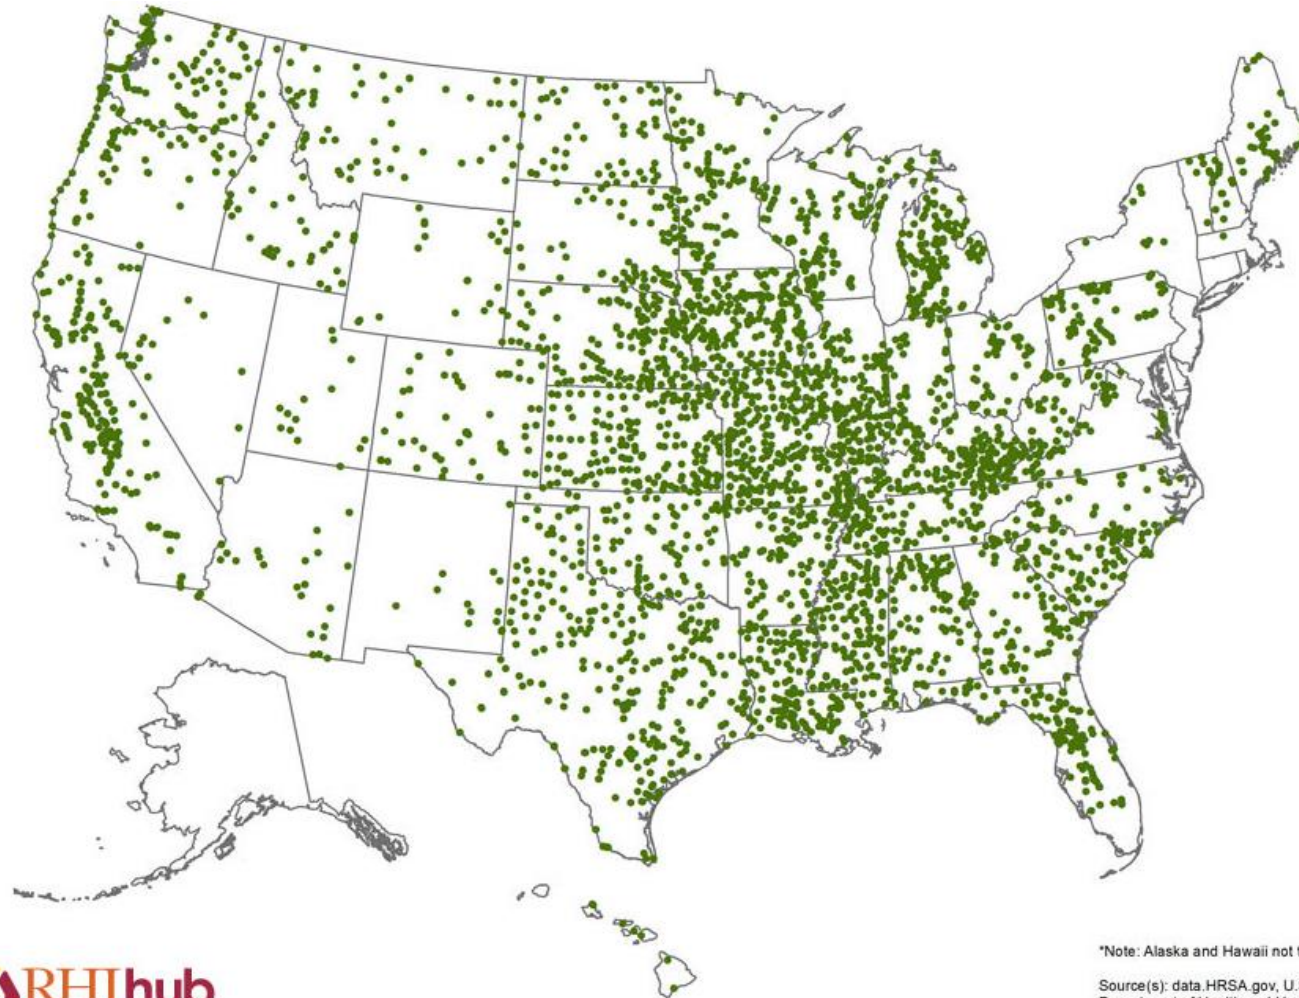 *Note: Alaska and Hawaii not
Source(s): data.HRSA.gov, U.
RHIhub